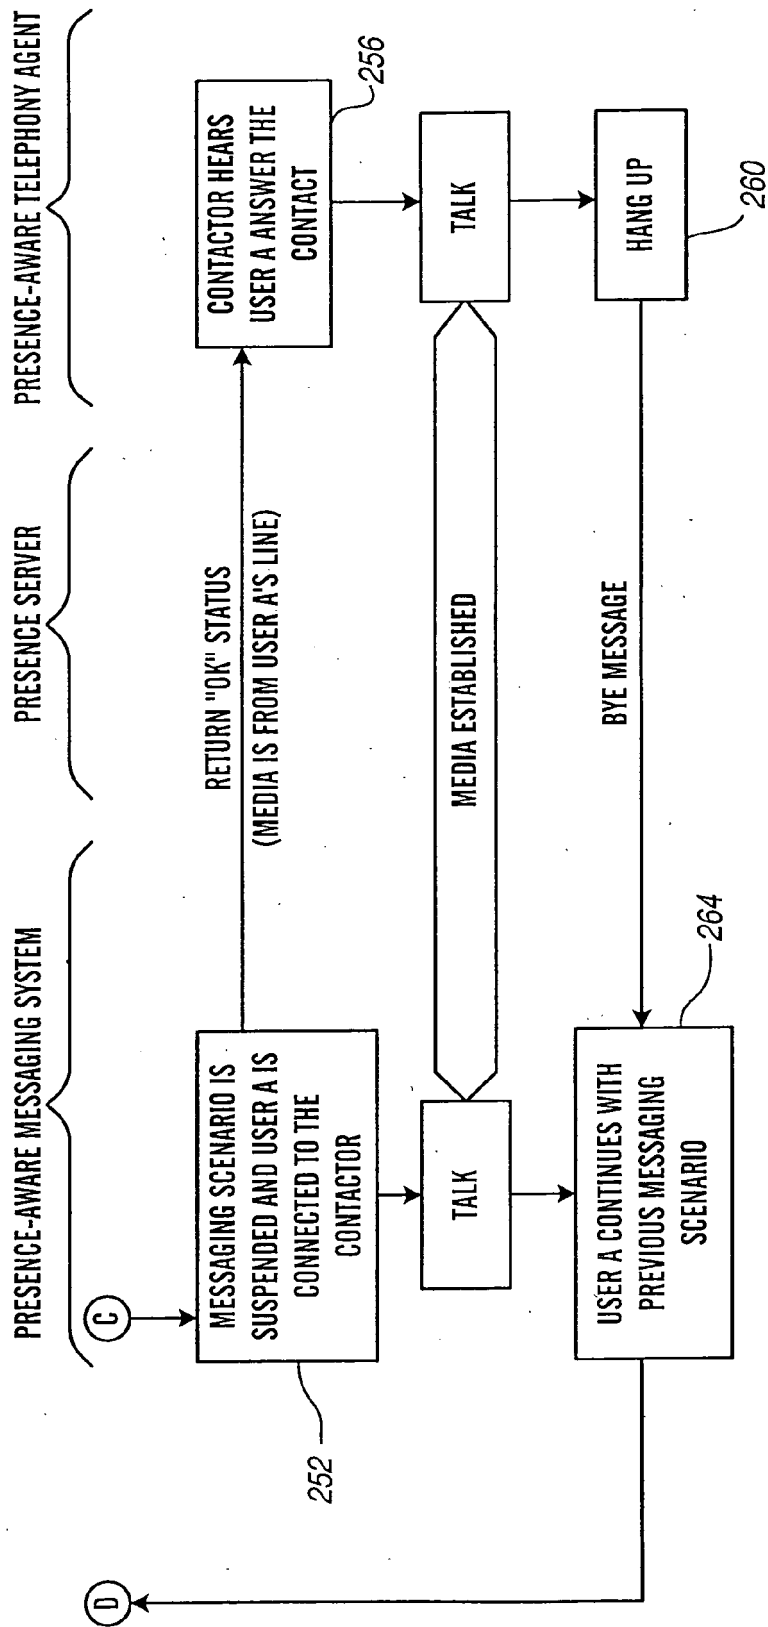 PRESENCE-AWARE MESSAGING SYSTEM
PRESENCE SERVER
PRESENCE-AWARE TELEPHONY AGENT
D
C
252
MESSAGING SCENARIO IS
SUSPENDED AND USER A IS
CONNECTED TO THE
CONTACTOR
RETURN "OK" STATUS
(MEDIA IS FROM USER A'S LINE)
CONTACTOR HEARS
USER A ANSWER THE
CONTACT
256
TALK
MEDIA ESTABLISHED
TALK
USER A CONTINUES WITH
PREVIOUS MESSAGING
SCENARIO
264
BYE MESSAGE
HANG UP
260